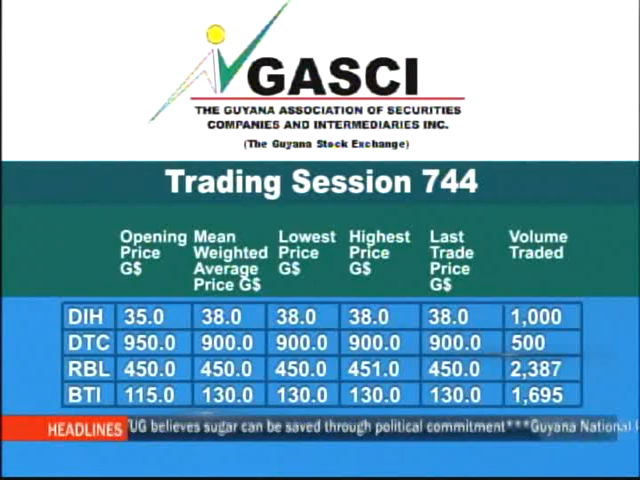 GASCI
THE GUYANA ASSOCIATION OF SECURITIES
COMPANIES AND INTERMEDIARIES INC.
(The Guyana Stock Exchange)
Trading Session 744
Opening Price G$ Mean Weighted Average Price G$ Lowest Price G$ Highest Price G$ Last Trade Price G$ Volume Traded
DIH 35.0 38.0 38.0 38.0 38.0 1,000
DTC 950.0 900.0 900.0 900.0 900.0 500
RBL 450.0 450.0 450.0 451.0 450.0 2,387
BTI 115.0 130.0 130.0 130.0 130.0 1,695
HEADLINES TUG believes sugar can be saved through political commitment***Guyana National